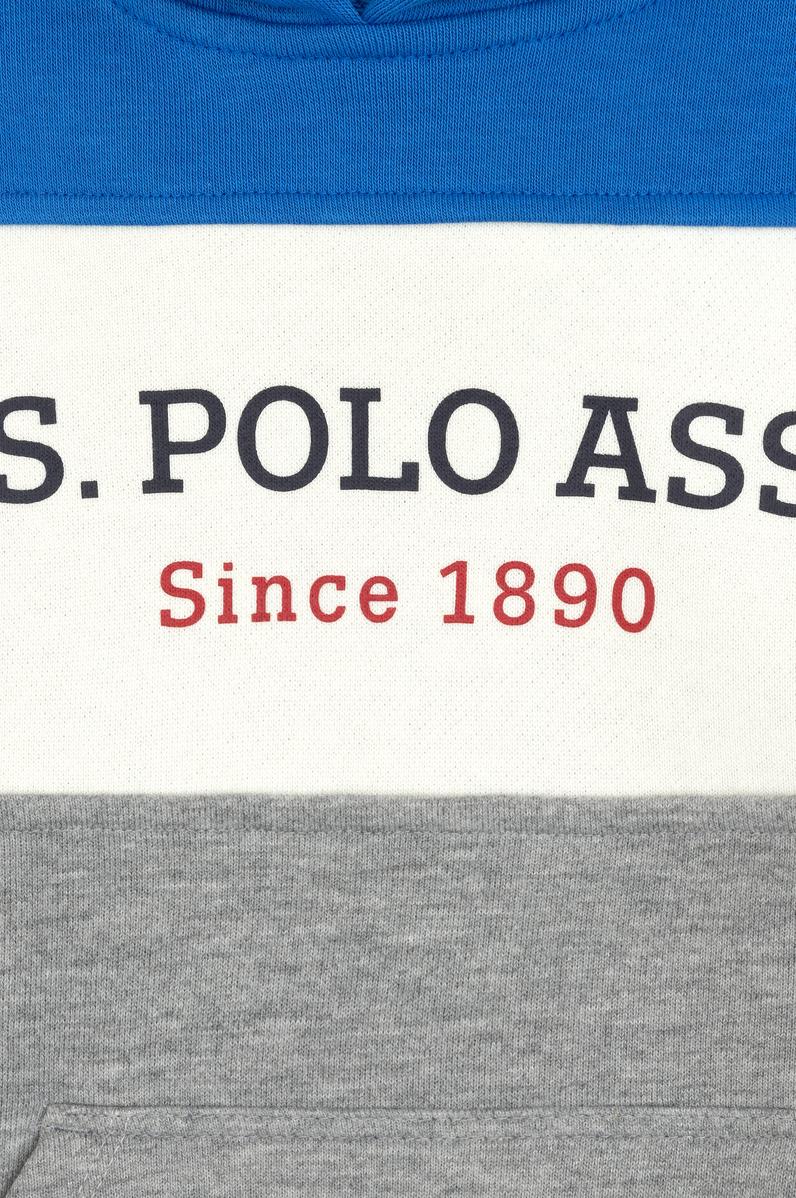 S. POLO ASS
Since 1890